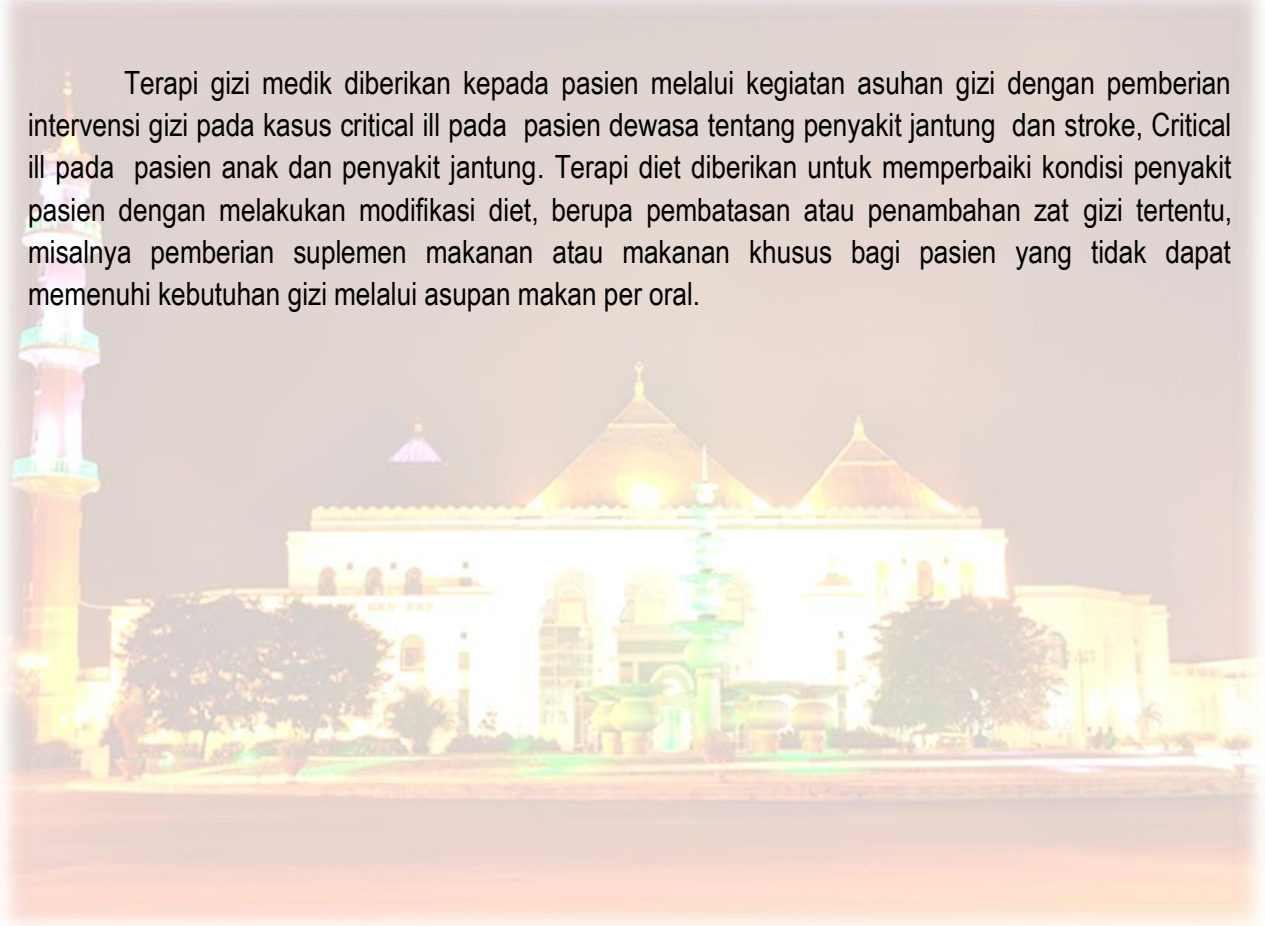 Terapi gizi medik diberikan kepada pasien melalui kegiatan asuhan gizi dengan pemberian
intervensi gizi pada kasus critical ill pada pasien dewasa tentang penyakit jantung dan stroke, Critical
ill pada pasien anak dan penyakit jantung. Terapi diet diberikan untuk memperbaiki kondisi penyakit
pasien dengan melakukan modifikasi diet, berupa pembatasan atau penambahan zat gizi tertentu,
misalnya pemberian suplemen makanan atau makanan khusus bagi pasien yang tidak dapat
memenuhi kebutuhan gizi melalui asupan makan per oral.